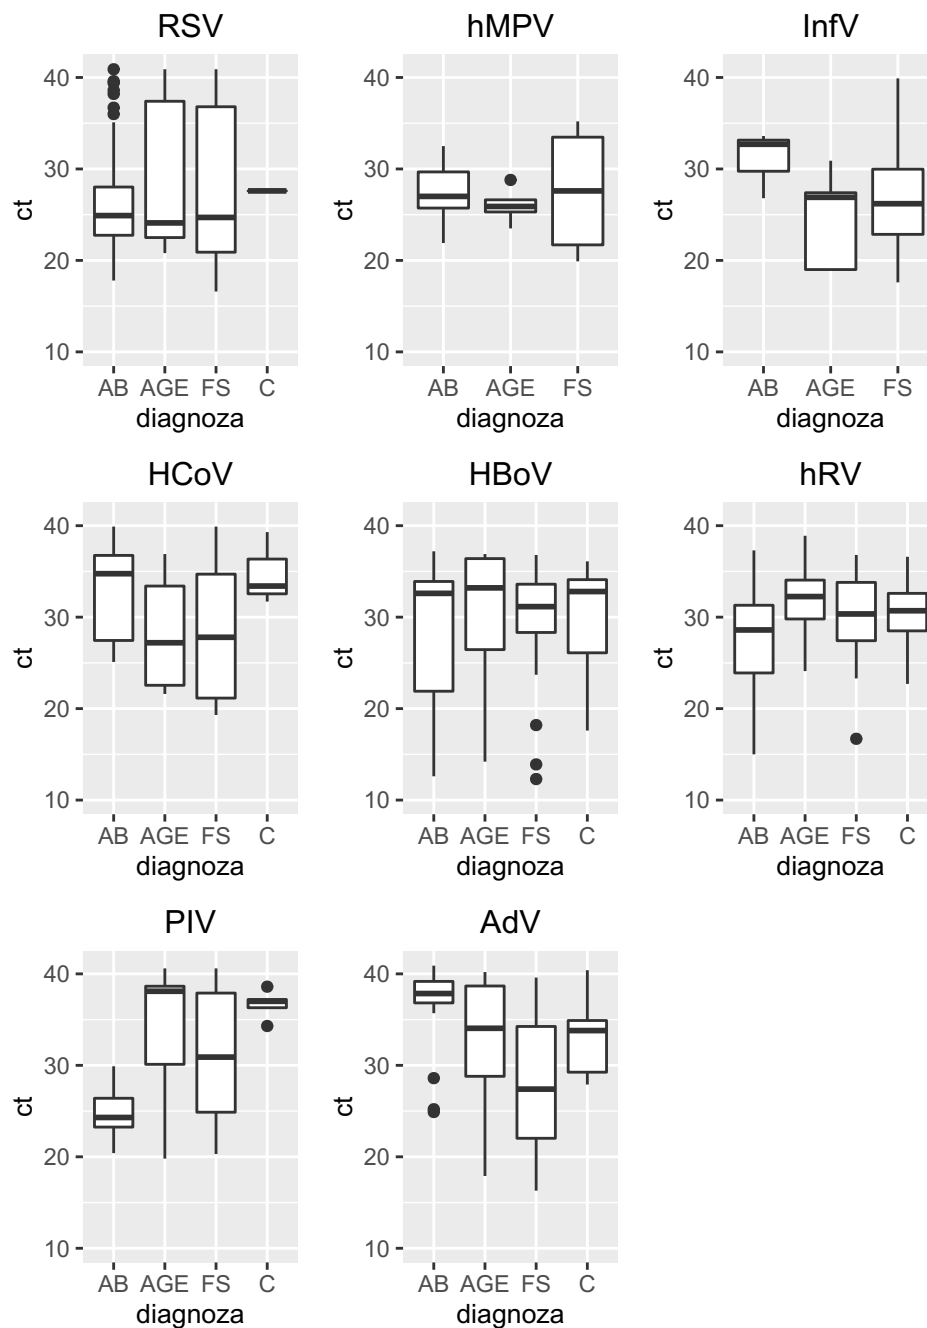 RSV
hMPV
InfV
ct
40
30
20
10
ct
40
30
20
10
ct
40
30
20
10
AB AGE FS C
AB AGE FS
AB AGE FS
diagnoza
diagnoza
diagnoza
HCoV
HBoV
hRV
ct
40
30
20
10
ct
40
30
20
10
ct
40
30
20
10
AB AGE FS C
AB AGE FS C
AB AGE FS C
diagnoza
diagnoza
diagnoza
PIV
AdV
ct
40
30
20
10
ct
40
30
20
10
AB AGE FS C
AB AGE FS C
diagnoza
diagnoza